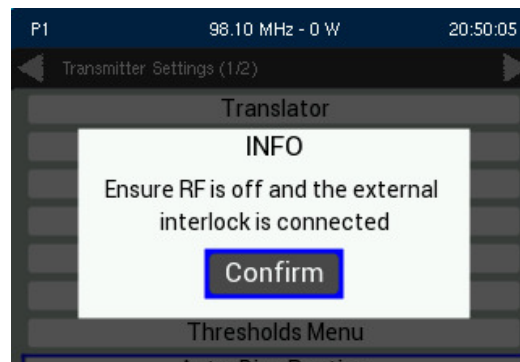 P1 98.10 MHz - 0 W 20:50:05
Transmitter Settings (1/2)
Translator
INFO
Ensure RF is off and the external
interlock is connected
Confirm
Thresholds Menu